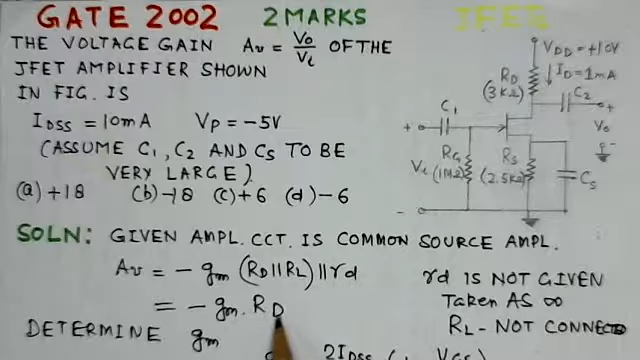 GATE 2002 2 MARKS JFET
THE VOLTAGE GAIN Av = Vo/Vi OF THE
JFET AMPLIFIER SHOWN
IN FIG. IS
IDSS = 10mA VP = -5V
(ASSUME C1, C2 AND CS TO BE
VERY LARGE)
(a) +18 (b) -18 (c) +6 (d) -6
VDD = +10V
ID = 1mA
RD
(3KΩ)
C2
C1
+
+
Vo
RG
Vi (1MΩ)
RS
(2.5KΩ)
CS
-
-
SOLN: GIVEN AMPL. CCT. IS COMMON SOURCE AMPL.
Av = - gm (RD||RL)||rd
= - gm. RD
rd IS NOT GIVEN
TAKEN AS ∞
RL - NOT CONNECTED
DETERMINE gm
2IDSS
VGS